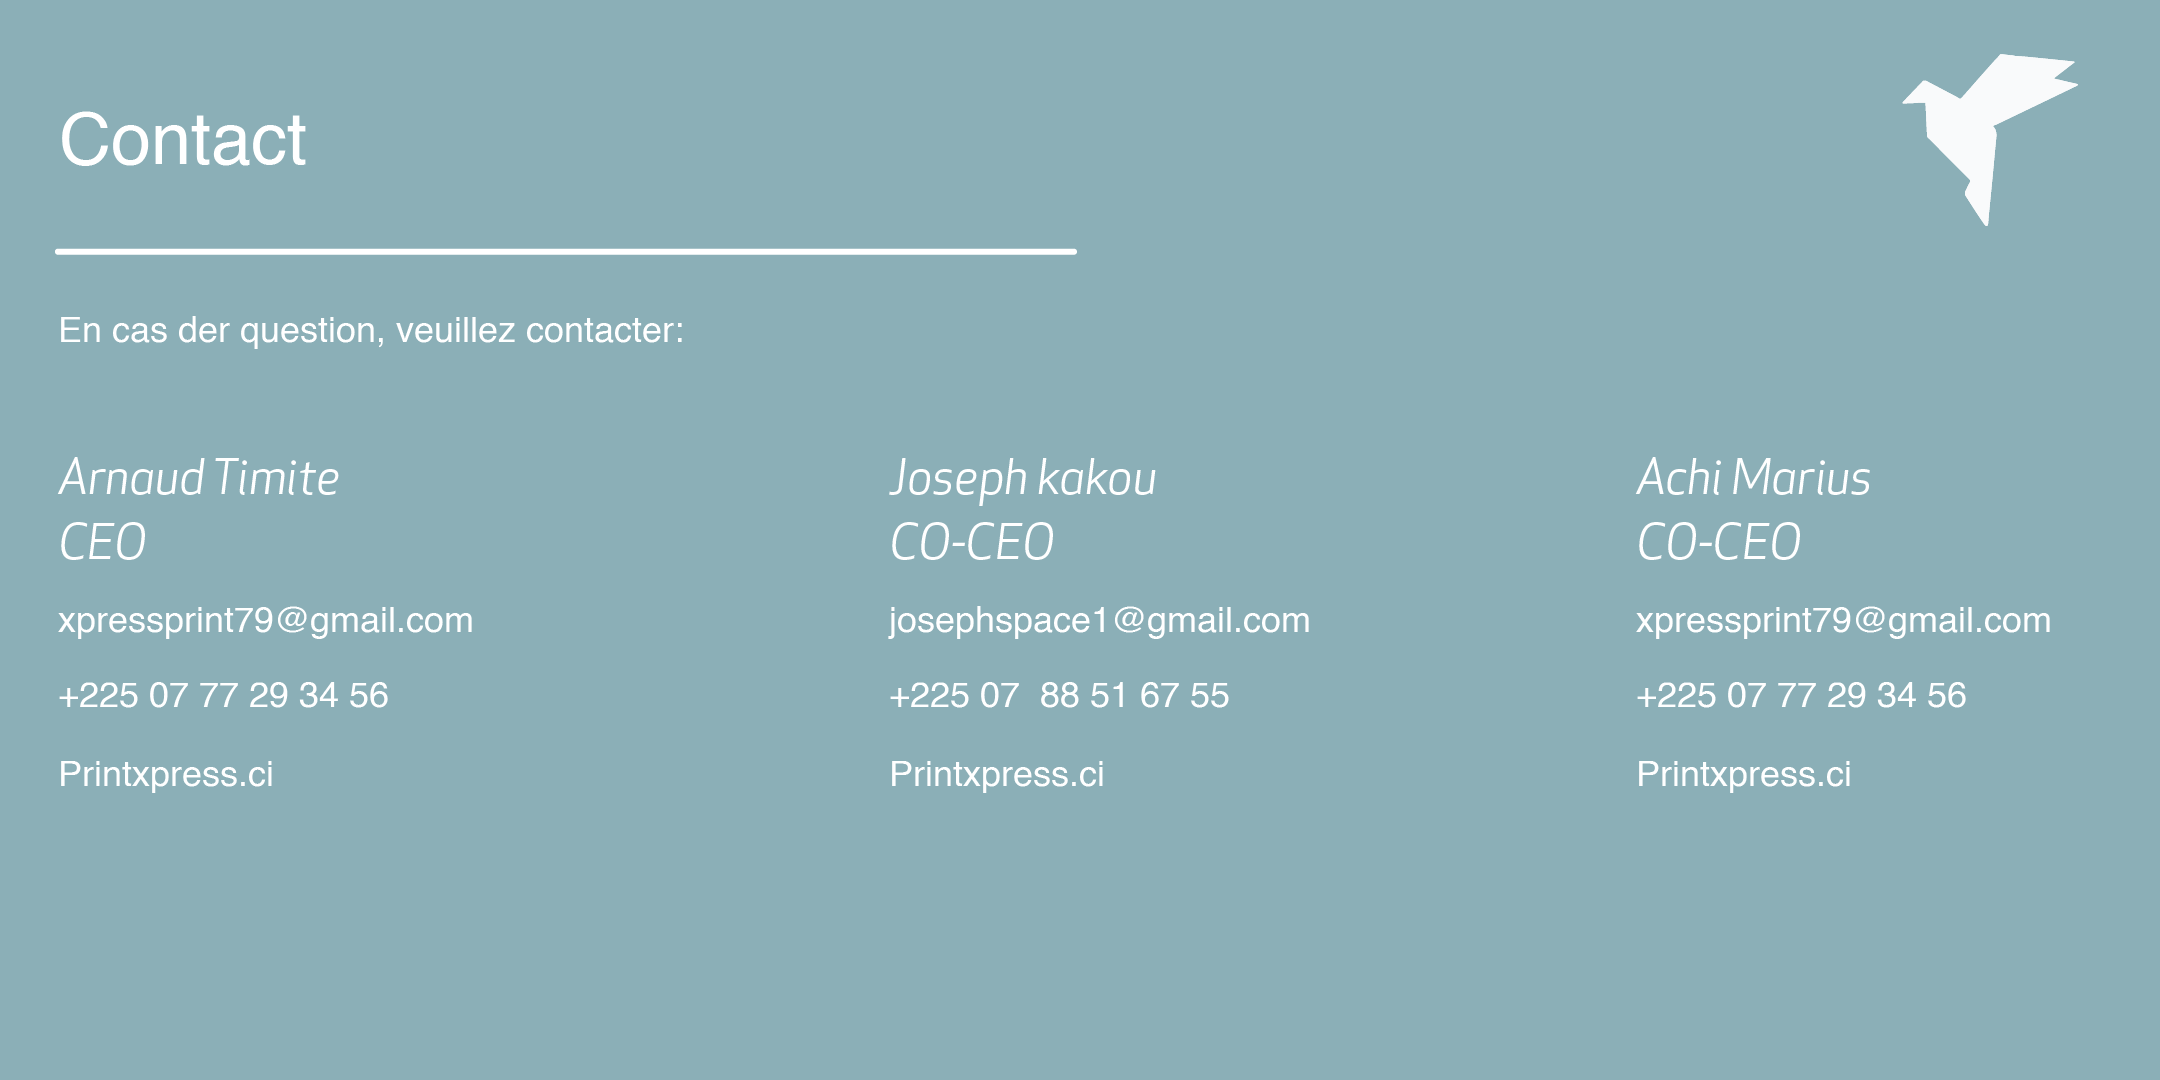 Contact
En cas der question, veuillez contacter:
Arnaud Timite
CEO
xpressprint79@gmail.com
+225 07 77 29 34 56
Printxpress.ci
Joseph kakou
CO-CEO
josephspace1@gmail.com
+225 07  88 51 67 55
Printxpress.ci
Achi Marius
CO-CEO
xpressprint79@gmail.com
+225 07 77 29 34 56
Printxpress.ci